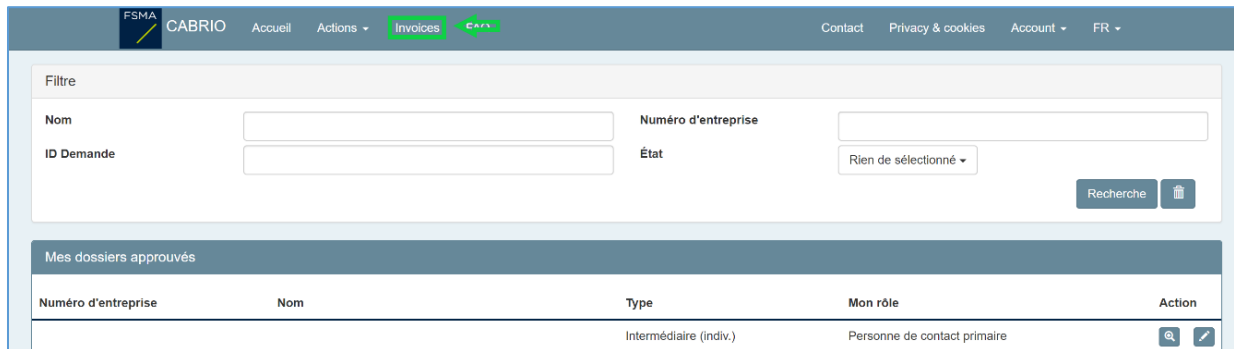 FSMA CABRIO Accueil Actions Invoices FAQ Contact Privacy & cookies Account FR
Filtre
Nom Numéro d'entreprise
ID Demande État Rien de sélectionné
Recherche
Mes dossiers approuvés
Numéro d'entreprise Nom Type Mon rôle Action
Intermédiaire (indiv.) Personne de contact primaire